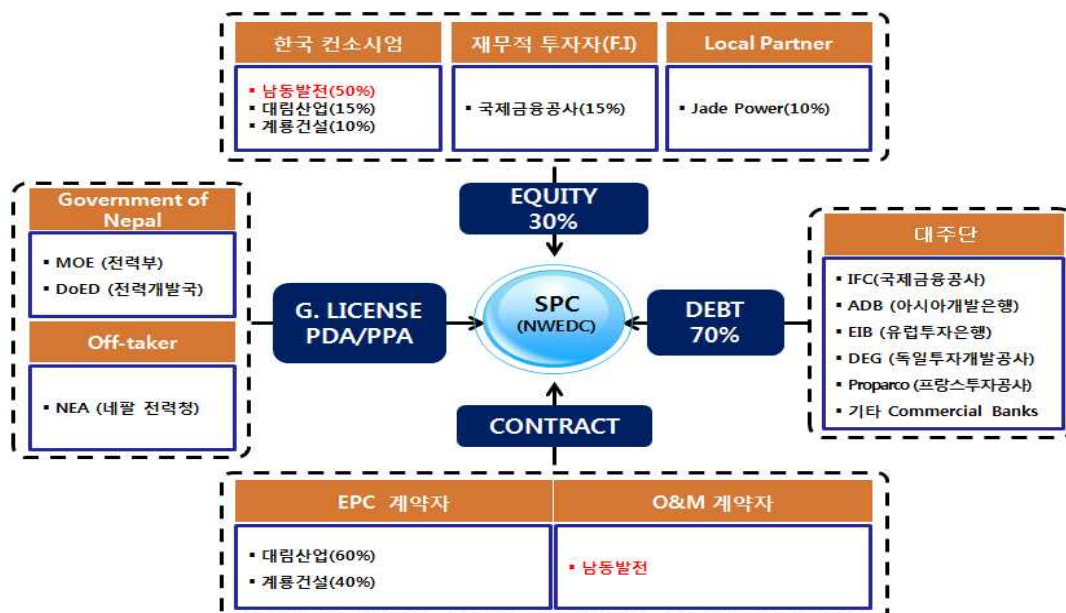 한국 컨소시엄
▪ 남동발전(50%)
▪ 대림산업(15%)
▪ 계룡건설(10%)
재무적 투자자(F.I)
▪ 국제금융공사(15%)
Local Partner
▪ Jade Power(10%)
EQUITY
30%
Government of
Nepal
▪ MOE (전력부)
▪ DoED (전력개발국)
Off-taker
▪ NEA (네팔 전력청)
G. LICENSE
PDA/PPA
SPC
(NWEDC)
DEBT
70%
대주단
▪ IFC(국제금융공사)
▪ ADB (아시아개발은행)
▪ EIB (유럽투자은행)
▪ DEG (독일투자개발공사)
▪ Proparco (프랑스투자공사)
▪ 기타 Commercial Banks
CONTRACT
EPC 계약자
▪ 대림산업(60%)
▪ 계룡건설(40%)
O&M 계약자
▪ 남동발전